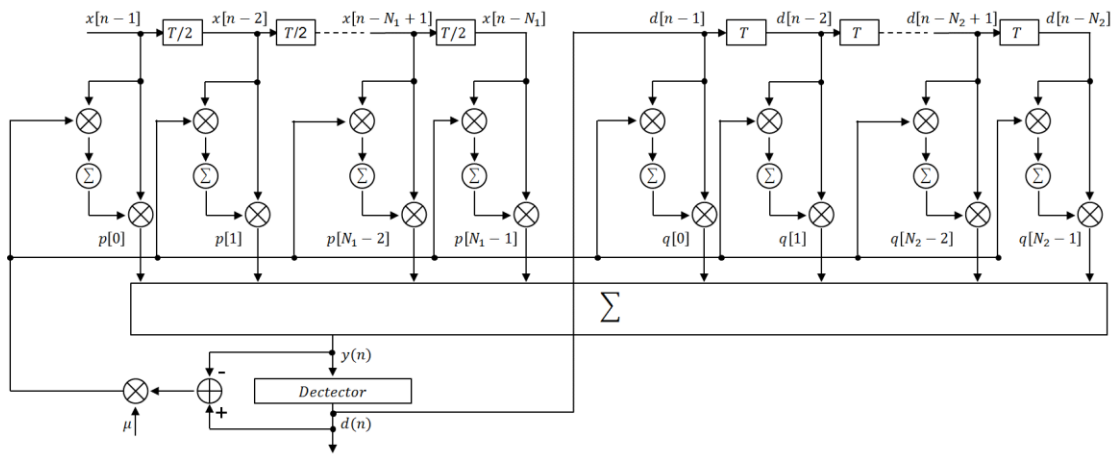 x[n − 1] x[n − 2] x[n − N₁ + 1] x[n − N₁] d[n − 1] d[n − 2] d[n − N₂ + 1] d[n − N₂]
T/2 T/2 T/2 T T T
Σ Σ Σ Σ Σ Σ Σ Σ
p[0] p[1] p[N₁ − 2] p[N₁ − 1] q[0] q[1] q[N₂ − 2] q[N₂ − 1]
Σ
y(n)
-
Dectector
+
μ
d(n)